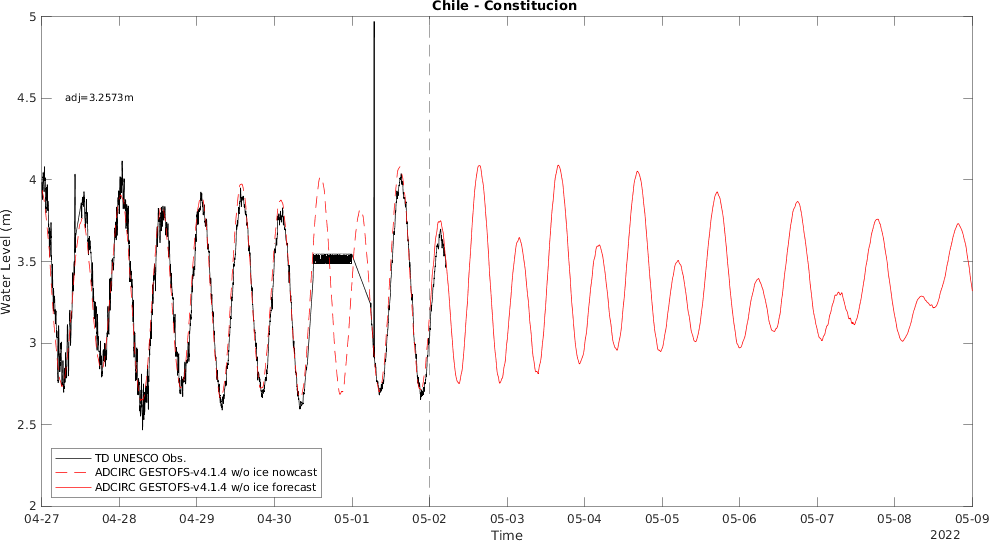 Chile - Constitucion
5
4.5
4
3.5
3
2.5
2
Water Level (m)
adj=3.2573m
TD UNESCO Obs.
ADCIRC GESTOFS-v4.1.4 w/o ice nowcast
ADCIRC GESTOFS-v4.1.4 w/o ice forecast
04-27 04-28 04-29 04-30 05-01 05-02 05-03 05-04 05-05 05-06 05-07 05-08 05-09
Time
2022